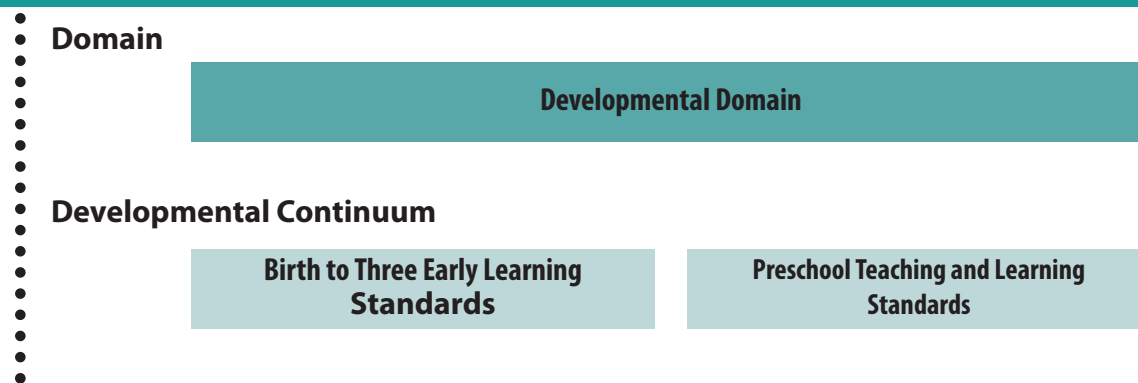 Domain
Developmental Domain
Developmental Continuum
Birth to Three Early Learning
Standards
Preschool Teaching and Learning
Standards